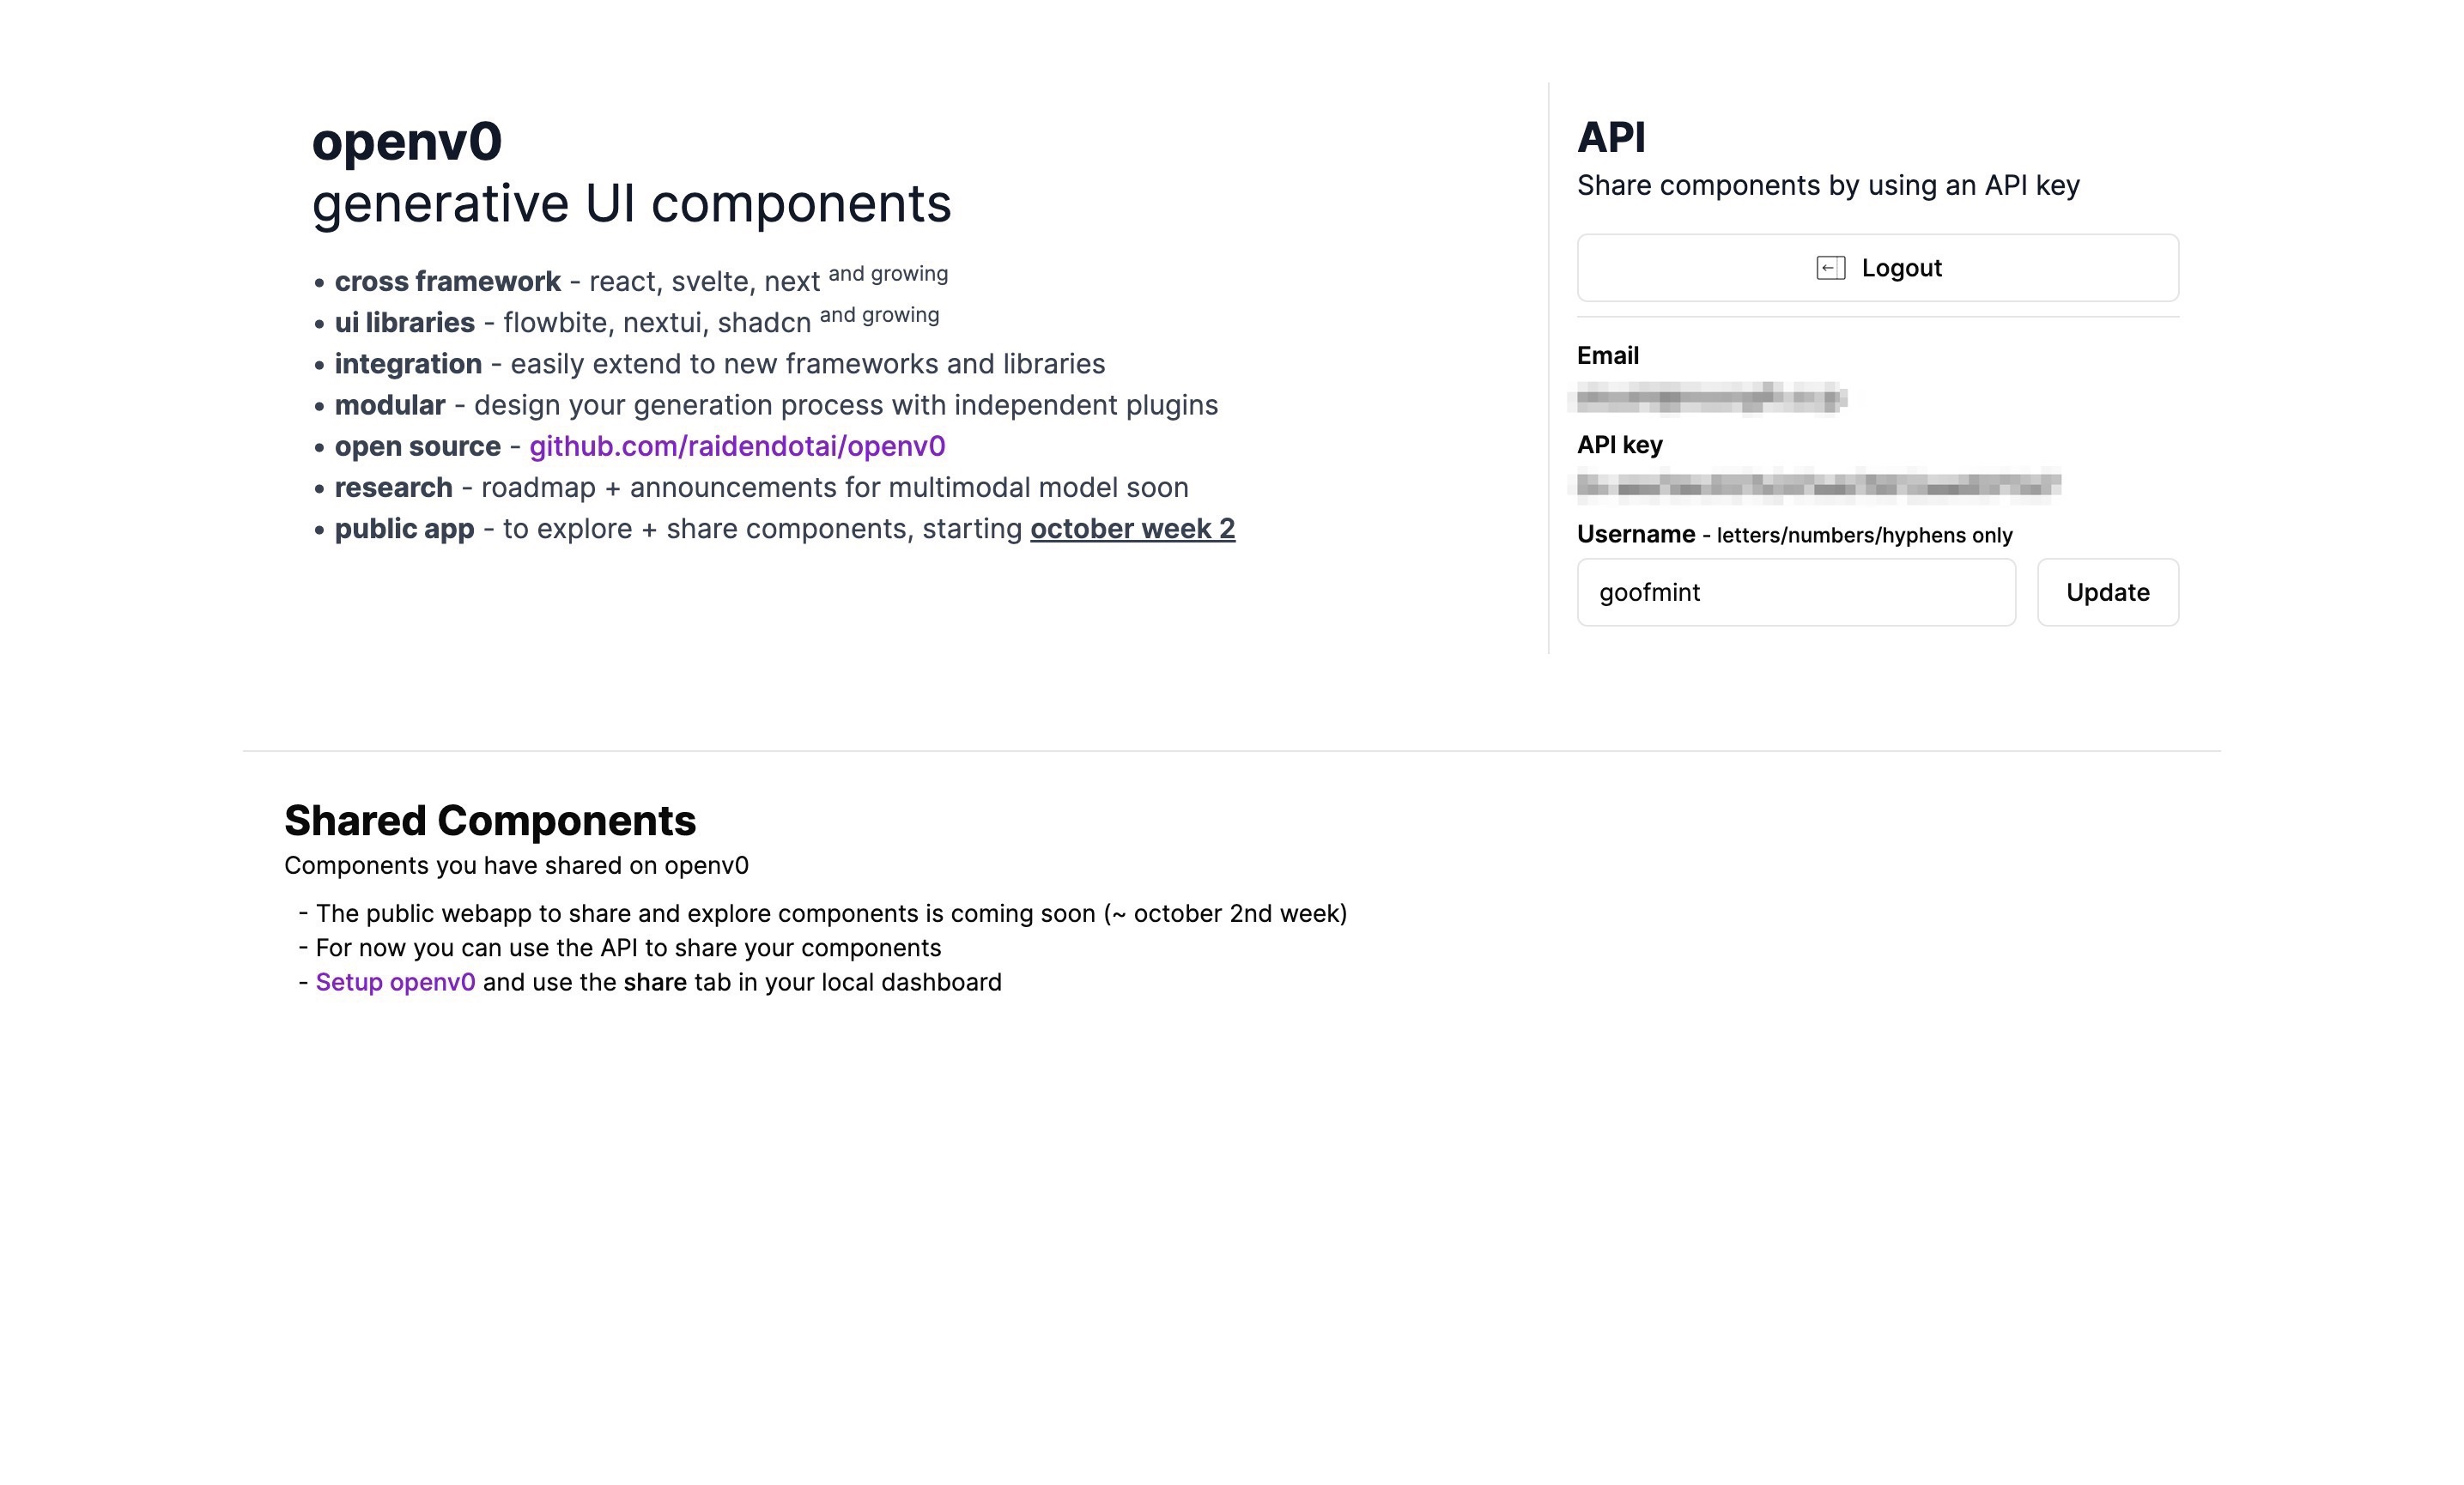 openv0
generative UI components
• cross framework - react, svelte, next and growing
• ui libraries - flowbite, nextui, shadcn and growing
• integration - easily extend to new frameworks and libraries
• modular - design your generation process with independent plugins
• open source - github.com/raidendotai/openv0
• research - roadmap + announcements for multimodal model soon
• public app - to explore + share components, starting october week 2
API
Share components by using an API key
Logout
Email
API key
Username - letters/numbers/hyphens only
goofmint
Update
Shared Components
Components you have shared on openv0
- The public webapp to share and explore components is coming soon (~ october 2nd week)
- For now you can use the API to share your components
- Setup openv0 and use the share tab in your local dashboard